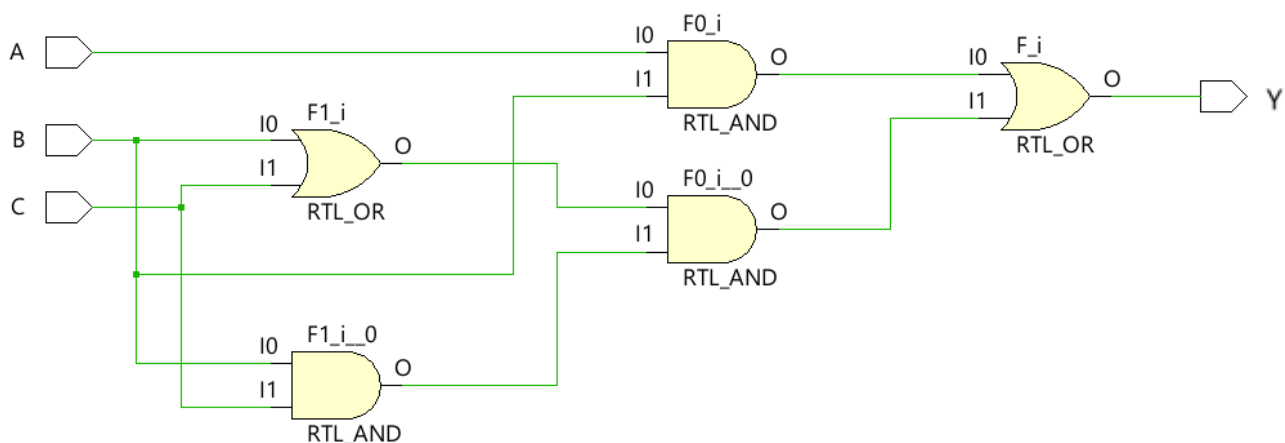 A
B
C
F1_i
I0
I1
O
RTL_OR
F1_i__0
I0
I1
O
RTL_AND
F0_i
I0
I1
O
RTL_AND
F0_i__0
I0
I1
O
RTL_AND
F_i
I0
I1
O
RTL_OR
Y